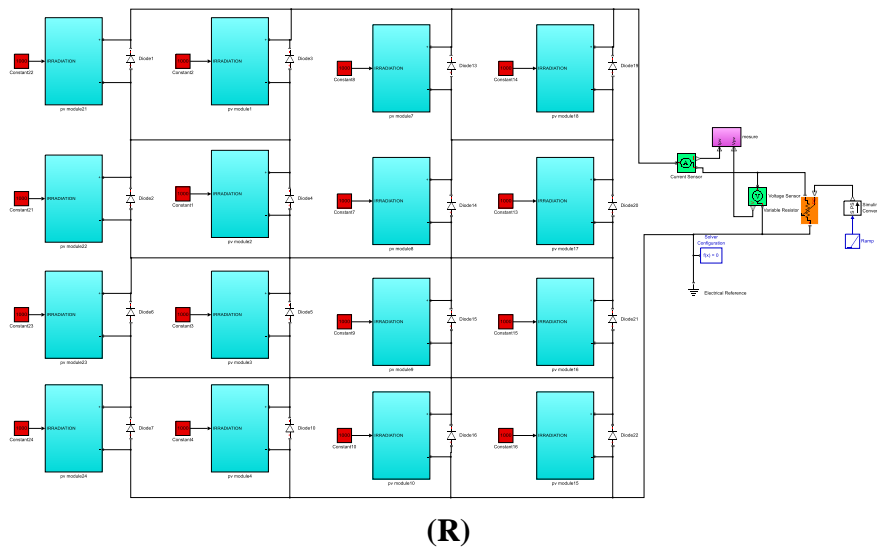 IRRADIATION
Constant22
pv module21
Diode1
IRRADIATION
Constant2
pv module1
Diode3
IRRADIATION
Constant8
pv module7
Diode13
IRRADIATION
Constant14
pv module18
Diode19
IRRADIATION
Constant21
pv module22
Diode2
IRRADIATION
Constant1
pv module2
Diode4
IRRADIATION
Constant7
pv module8
Diode14
IRRADIATION
Constant13
pv module17
Diode20
IRRADIATION
Constant23
pv module23
Diode6
IRRADIATION
Constant3
pv module3
Diode5
IRRADIATION
Constant9
pv module9
Diode15
IRRADIATION
Constant15
pv module16
Diode21
IRRADIATION
Constant24
pv module24
Diode7
IRRADIATION
Constant4
pv module4
Diode10
IRRADIATION
Constant10
pv module10
Diode16
IRRADIATION
Constant16
pv module15
Diode22
measure
Current Sensor
Voltage Sensor
Variable Resistor
S PS
Ramp
Solver
Configuration
f(x) = 0
Electrical Reference
(R)